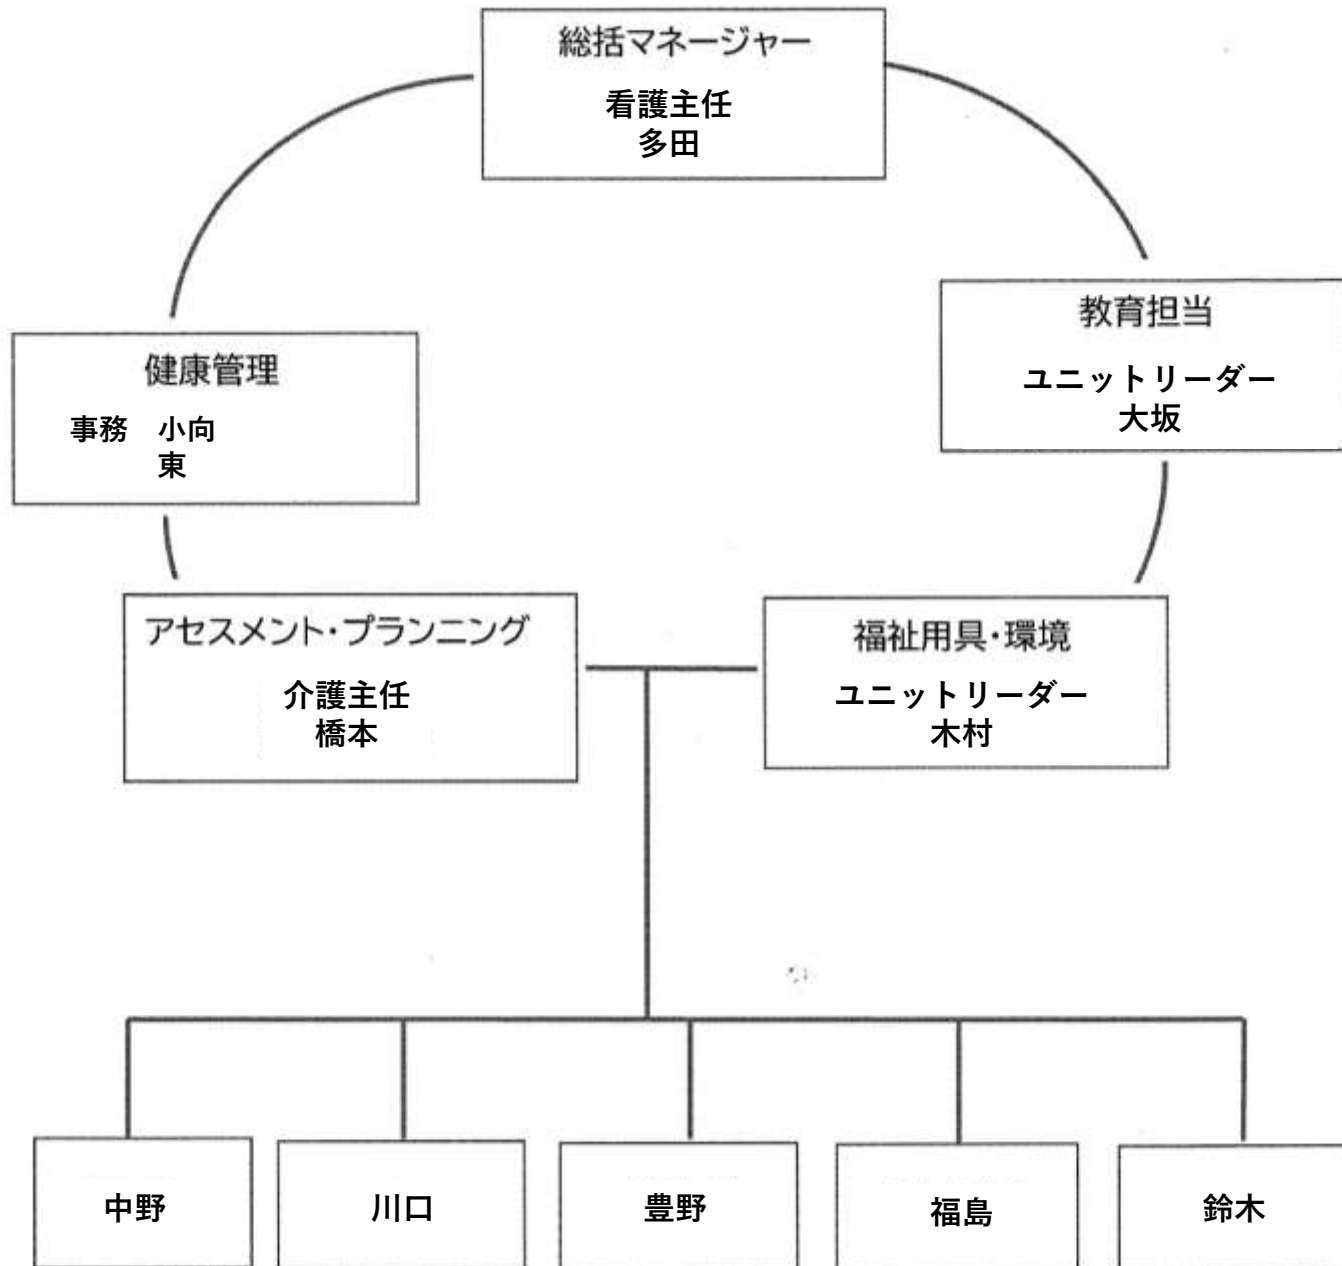 総括マネージャー
看護主任
多田
教育担当
ユニットリーダー
大坂
健康管理
事務　小向
東
アセスメント・プランニング
介護主任
橋本
福祉用具・環境
ユニットリーダー
木村
中野
川口
豊野
福島
鈴木